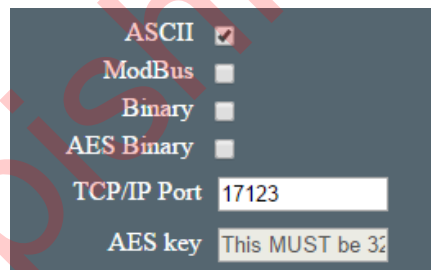 ASCII
ModBus
Binary
AES Binary
TCP/IP Port 17123
AES key This MUST be 32